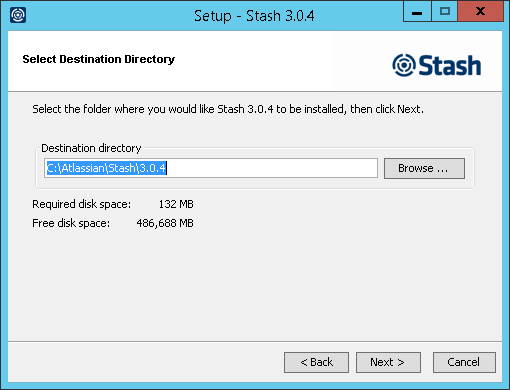 Setup - Stash 3.0.4
Select Destination Directory
Stash
Select the folder where you would like Stash 3.0.4 to be installed, then click Next.
Destination directory
C:\Atlassian\Stash\3.0.4
Browse ...
Required disk space: 132 MB
Free disk space: 486,688 MB
< Back
Next >
Cancel